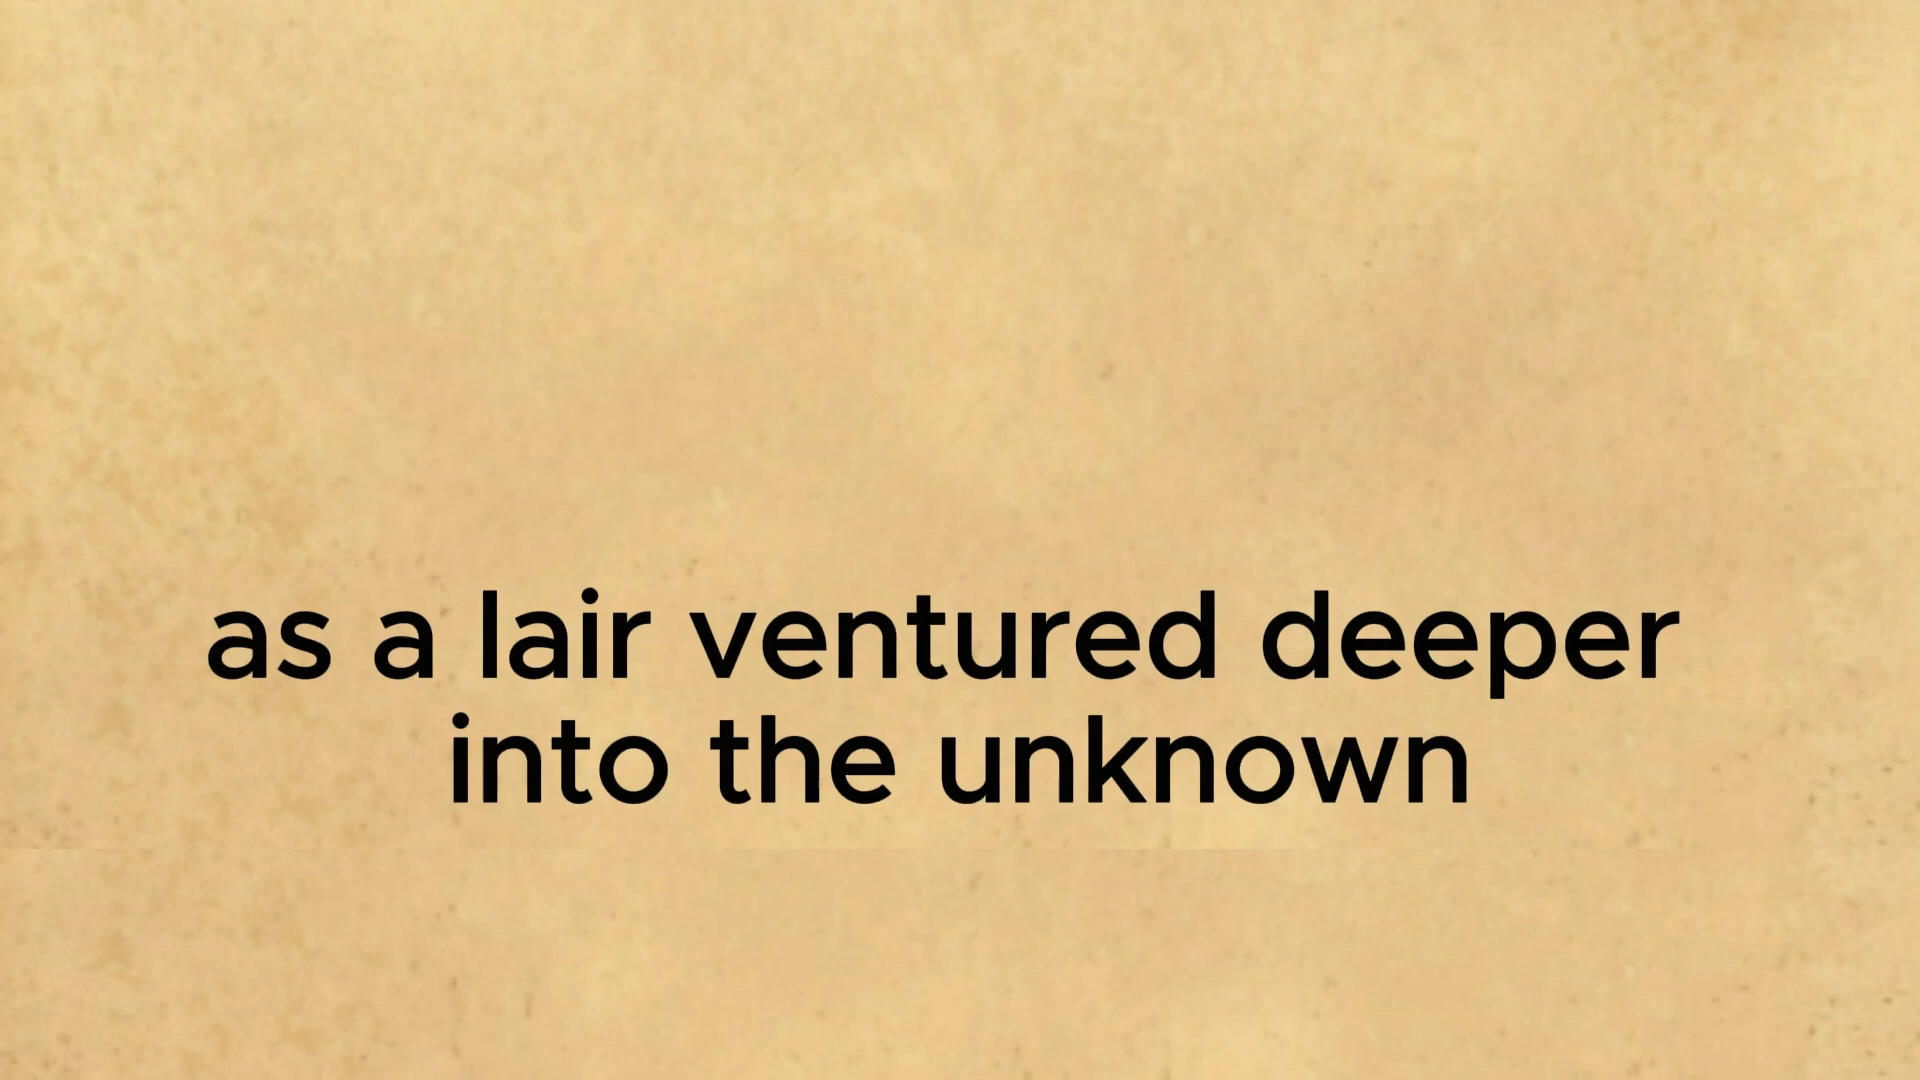 as a lair ventured deeper
into the unknown